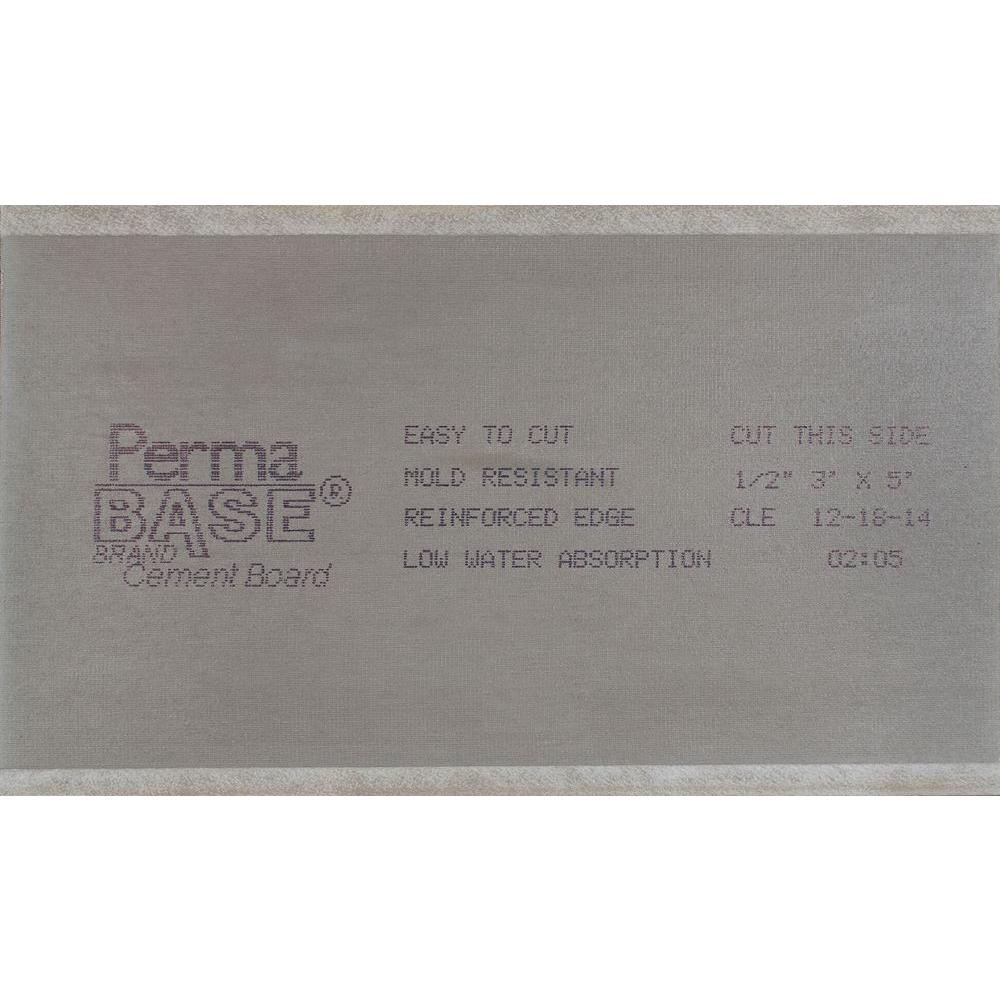 Perma
BASE®
BRAND
Cement Board
EASY TO CUT
MOLD RESISTANT
REINFORCED EDGE
LOW WATER ABSORPTION
CUT THIS SIDE
1/2" 3' X 5'
CLE 12-18-14
02:05